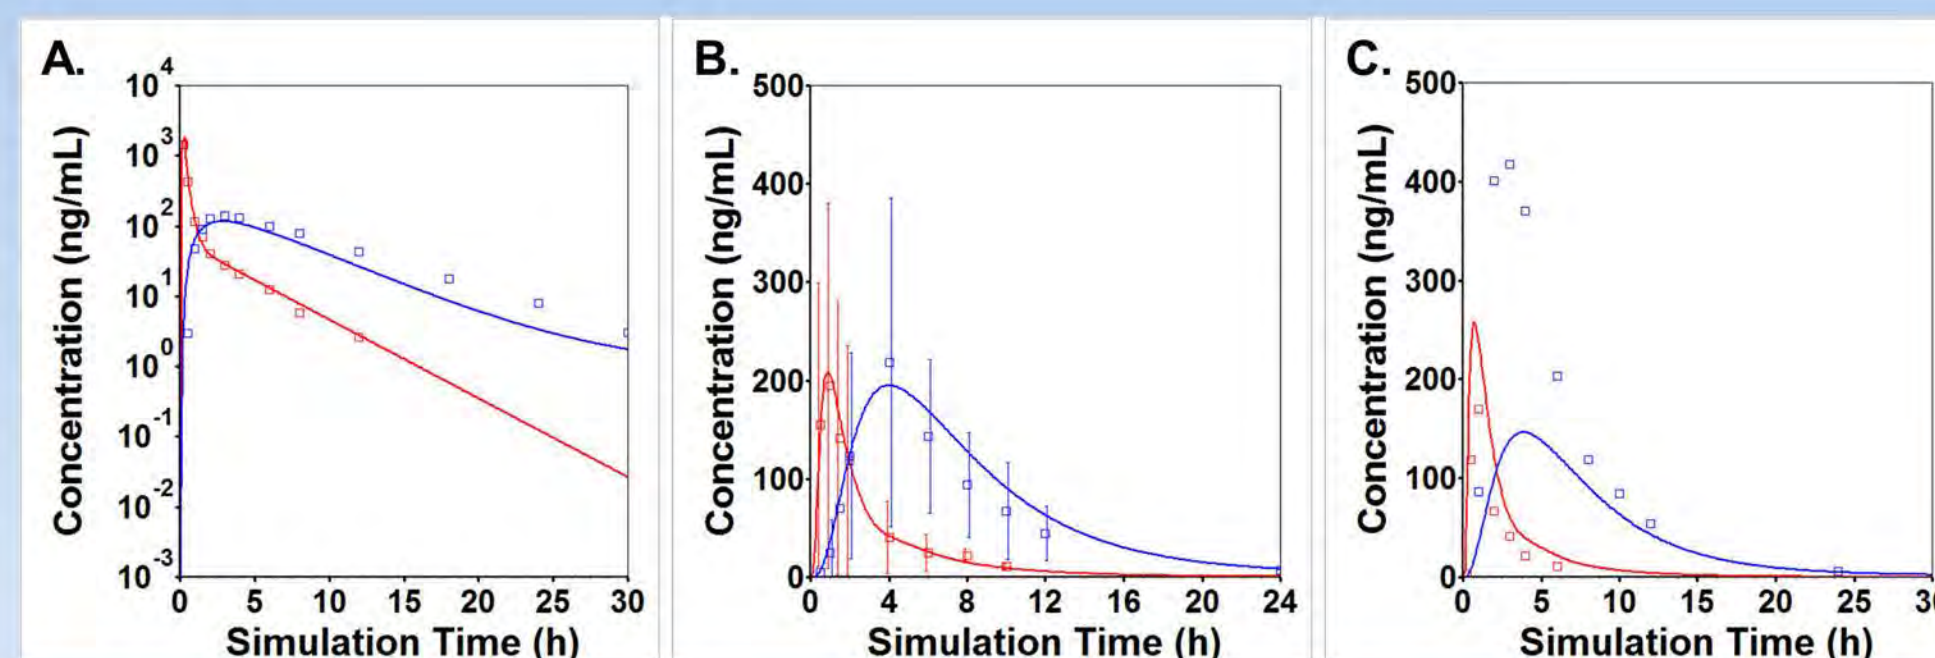 A.
Concentration (ng/mL)
10^4
10^3
10^2
10^1
10^0
10^-1
10^-2
10^-3
0 5 10 15 20 25 30
Simulation Time (h)
B.
Concentration (ng/mL)
500
400
300
200
100
0
0 4 8 12 16 20 24
Simulation Time (h)
C.
Concentration (ng/mL)
500
400
300
200
100
0
0 5 10 15 20 25
Simulation Time (h)